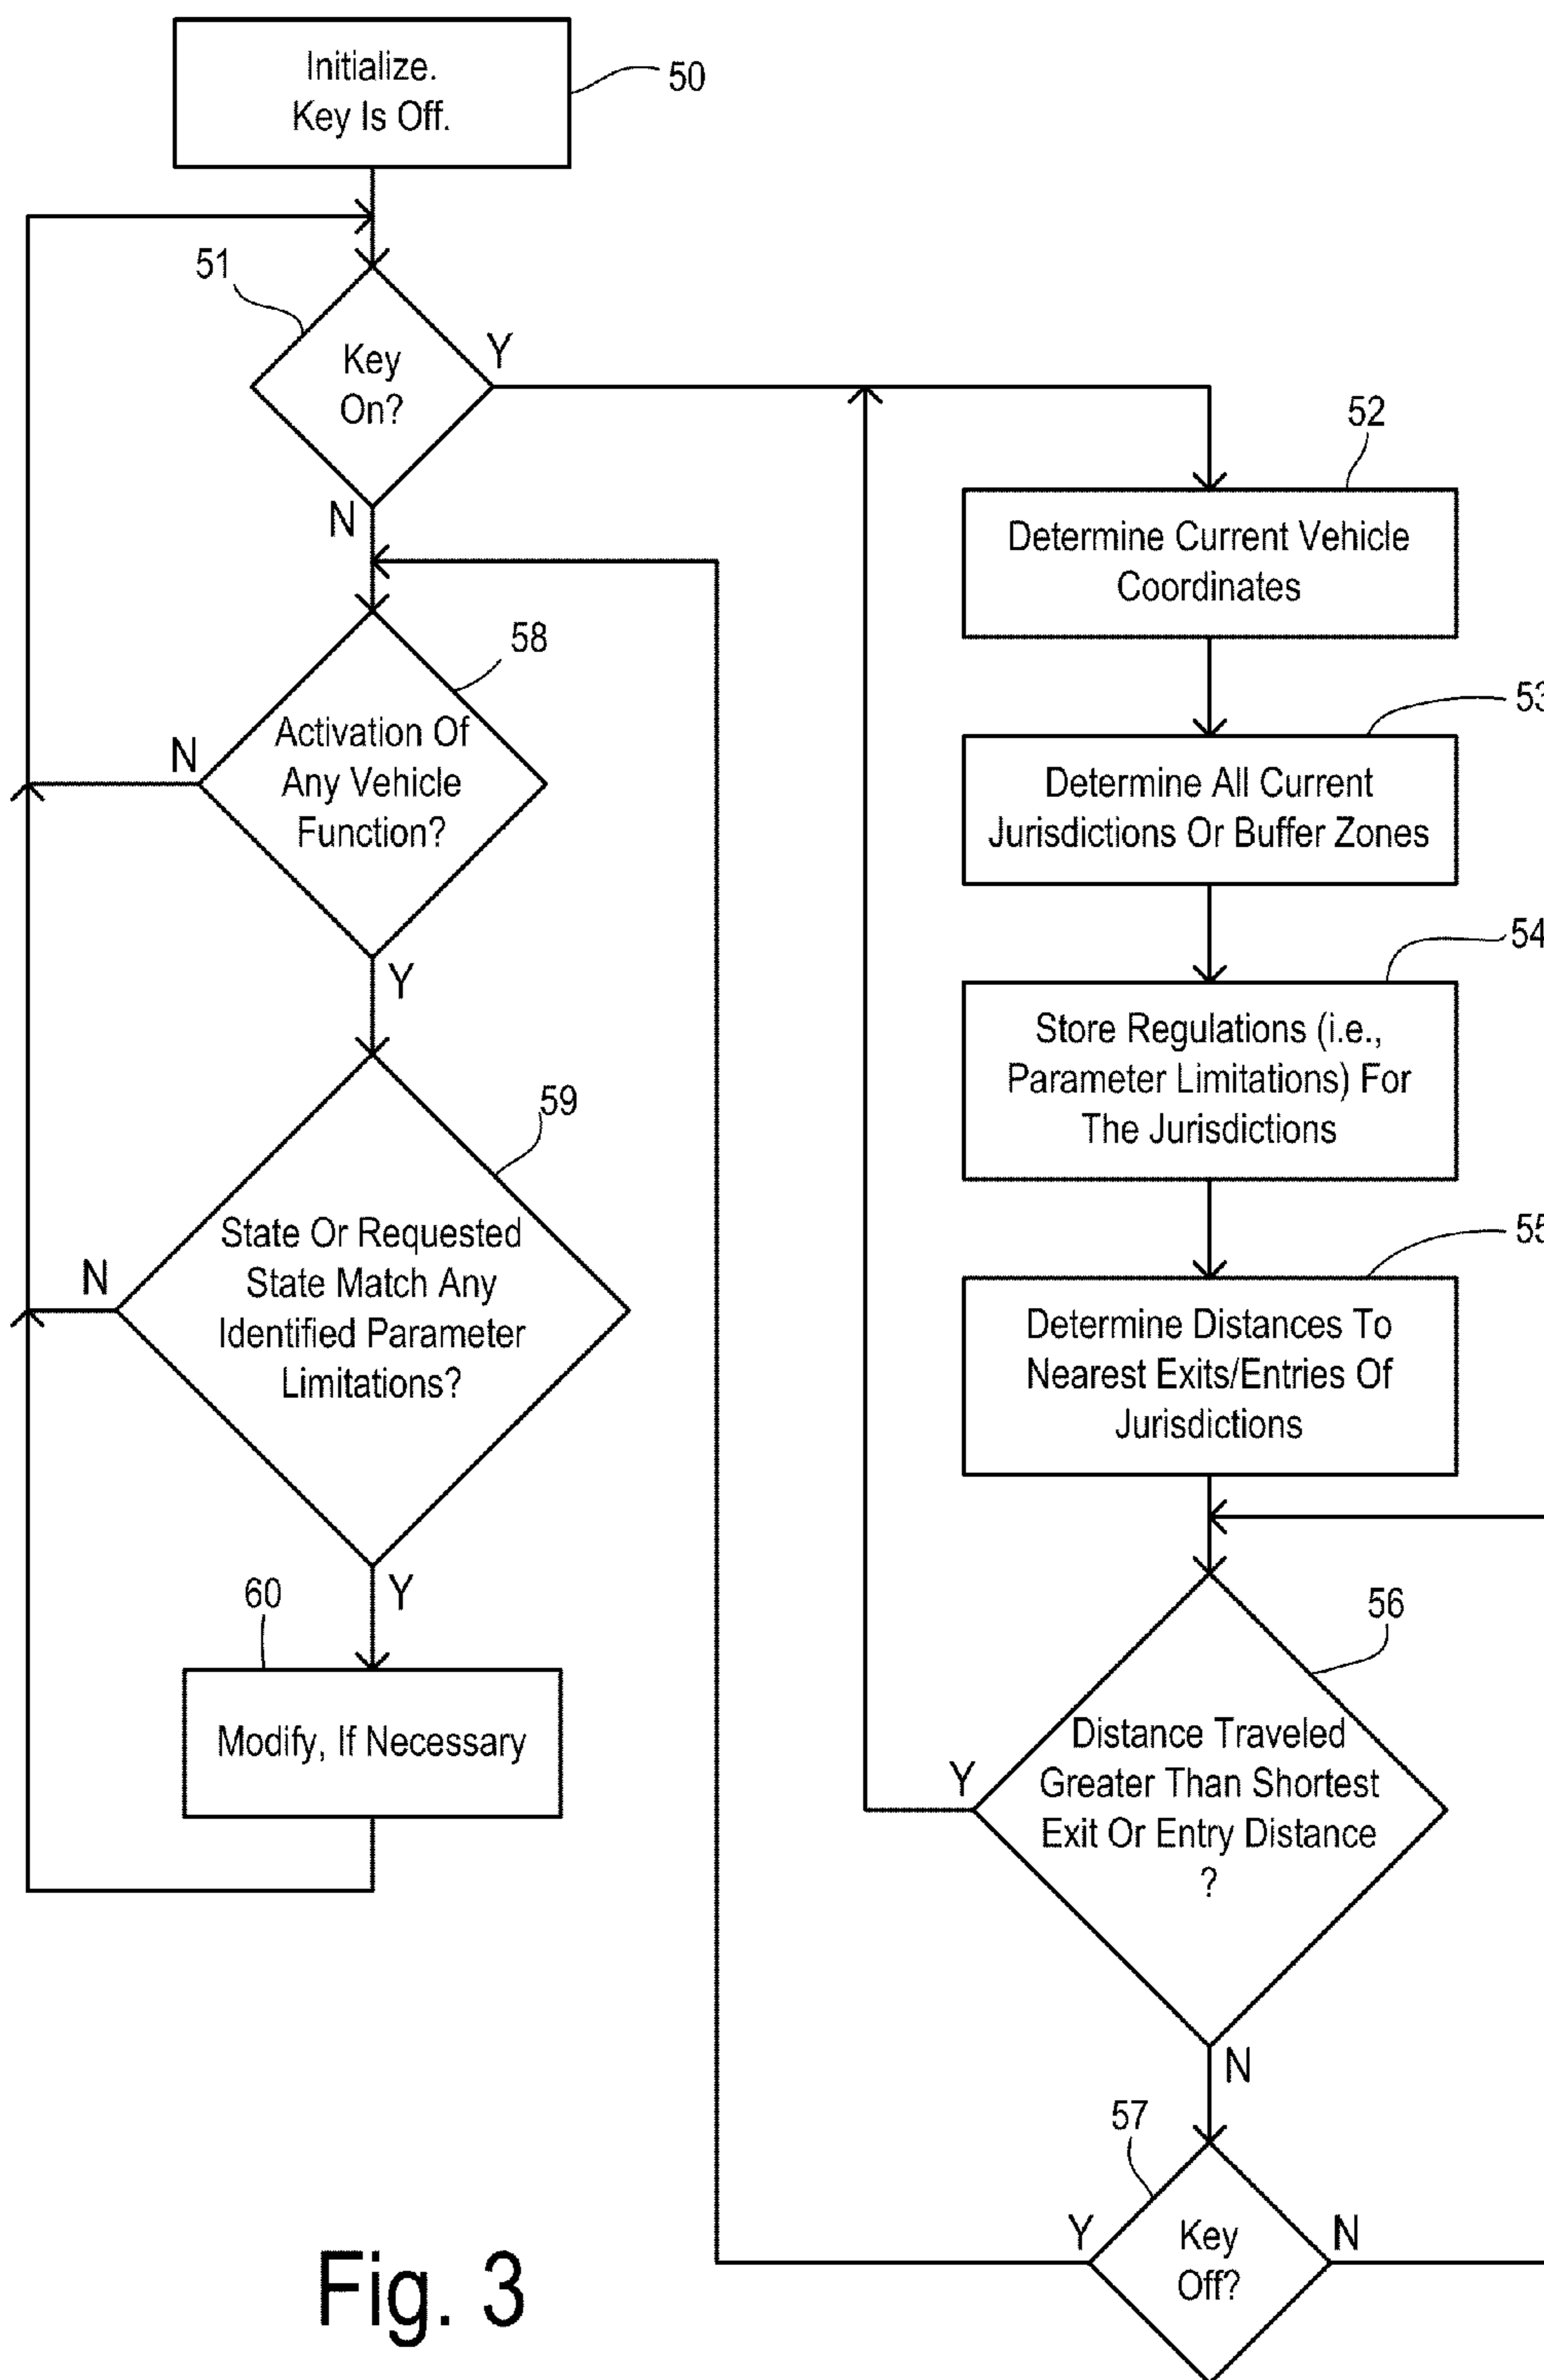 Initialize.
Key Is Off.
50
51
Key
On?
Y
N
52
Determine Current Vehicle
Coordinates
53
Determine All Current
Jurisdictions Or Buffer Zones
54
Store Regulations (i.e.,
Parameter Limitations) For
The Jurisdictions
55
Determine Distances To
Nearest Exits/Entries Of
Jurisdictions
56
Distance Traveled
Greater Than Shortest
Exit Or Entry Distance
?
Y
N
57
Key
Off?
Y
N
58
Activation Of
Any Vehicle
Function?
N
Y
59
State Or Requested
State Match Any
Identified Parameter
Limitations?
N
Y
60
Modify, If Necessary
Fig. 3